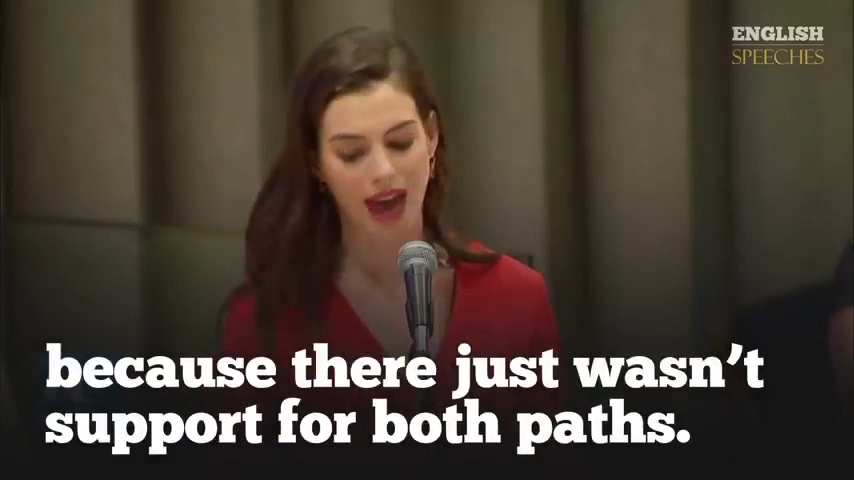 ENGLISH
SPEECHES
because there just wasn't
support for both paths.